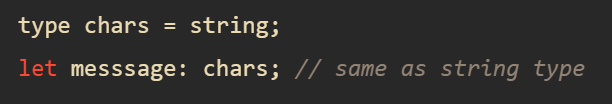 type chars = string;
let messsage: chars; // same as string type